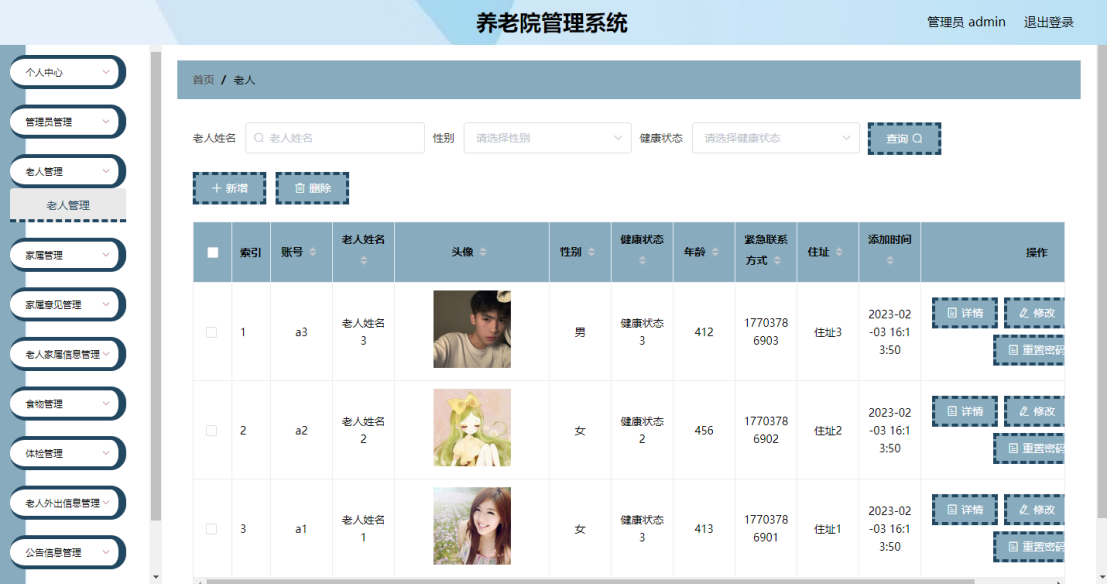 养老院管理系统
管理员 admin 退出登录
个人中心
管理员管理
老人管理
老人管理
家属管理
家属意见管理
老人家属信息管理
食物管理
体检管理
老人外出信息管理
公告信息管理
首页 / 老人
老人姓名 老人姓名 性别 请选择性别 健康状态 请选择健康状态 查询
新增 删除
索引 账号 老人姓名 头像 性别 健康状态 年龄 紧急联系方式 住址 添加时间 操作
1 a3 老人姓名3 男 健康状态3 412 17703786903 住址3 2023-02-03 16:13:50 详情 修改
重置密码
2 a2 老人姓名2 女 健康状态2 456 17703786902 住址2 2023-02-03 16:13:50 详情 修改
重置密码
3 a1 老人姓名1 女 健康状态3 413 17703786901 住址1 2023-02-03 16:13:50 详情 修改
重置密码